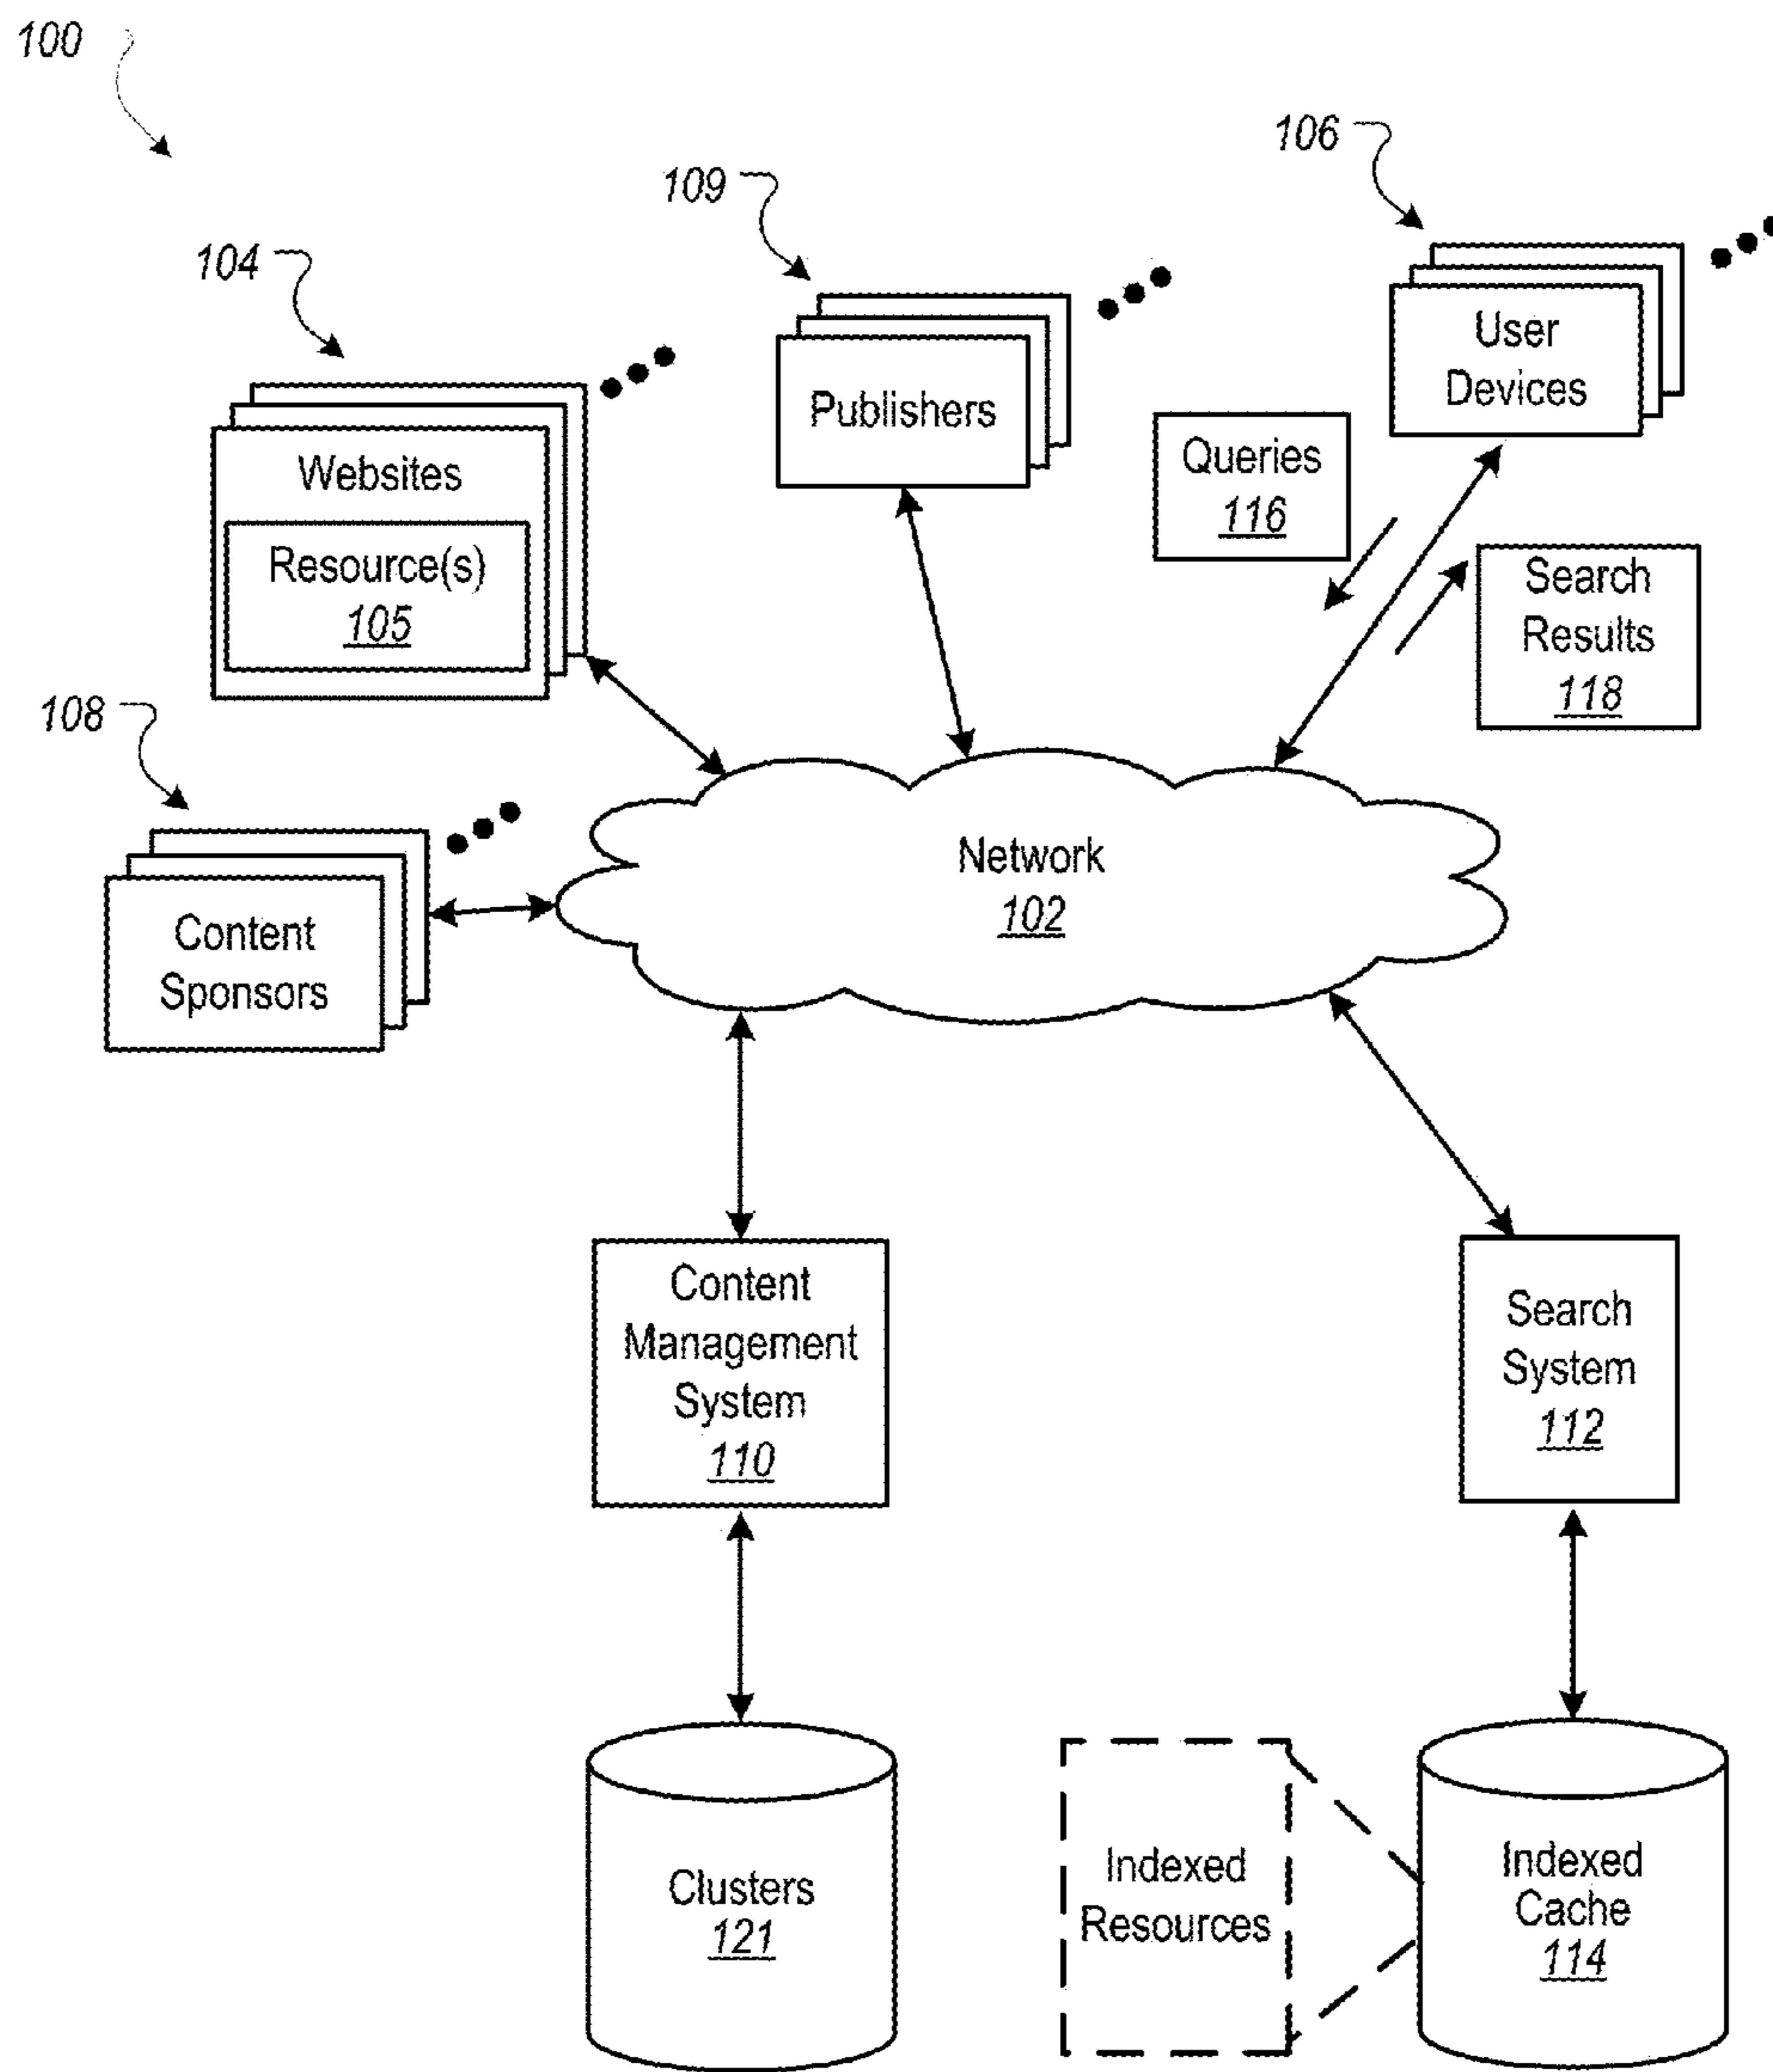 100
106
109
104
User
Devices
Publishers
Queries
116
Websites
Resource(s)
105
Search
Results
118
108
Network
102
Content
Sponsors
Content
Management
System
110
Search
System
112
Clusters
121
Indexed
Resources
Indexed
Cache
114